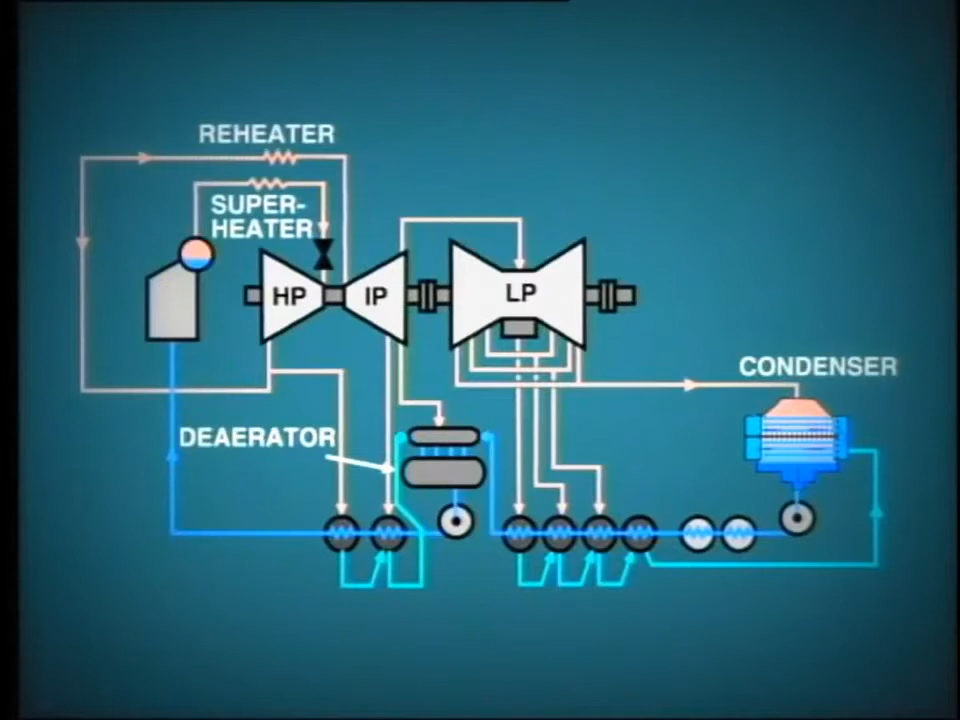 REHEATER
SUPER-
HEATER
HP
IP
LP
CONDENSER
DEAERATOR